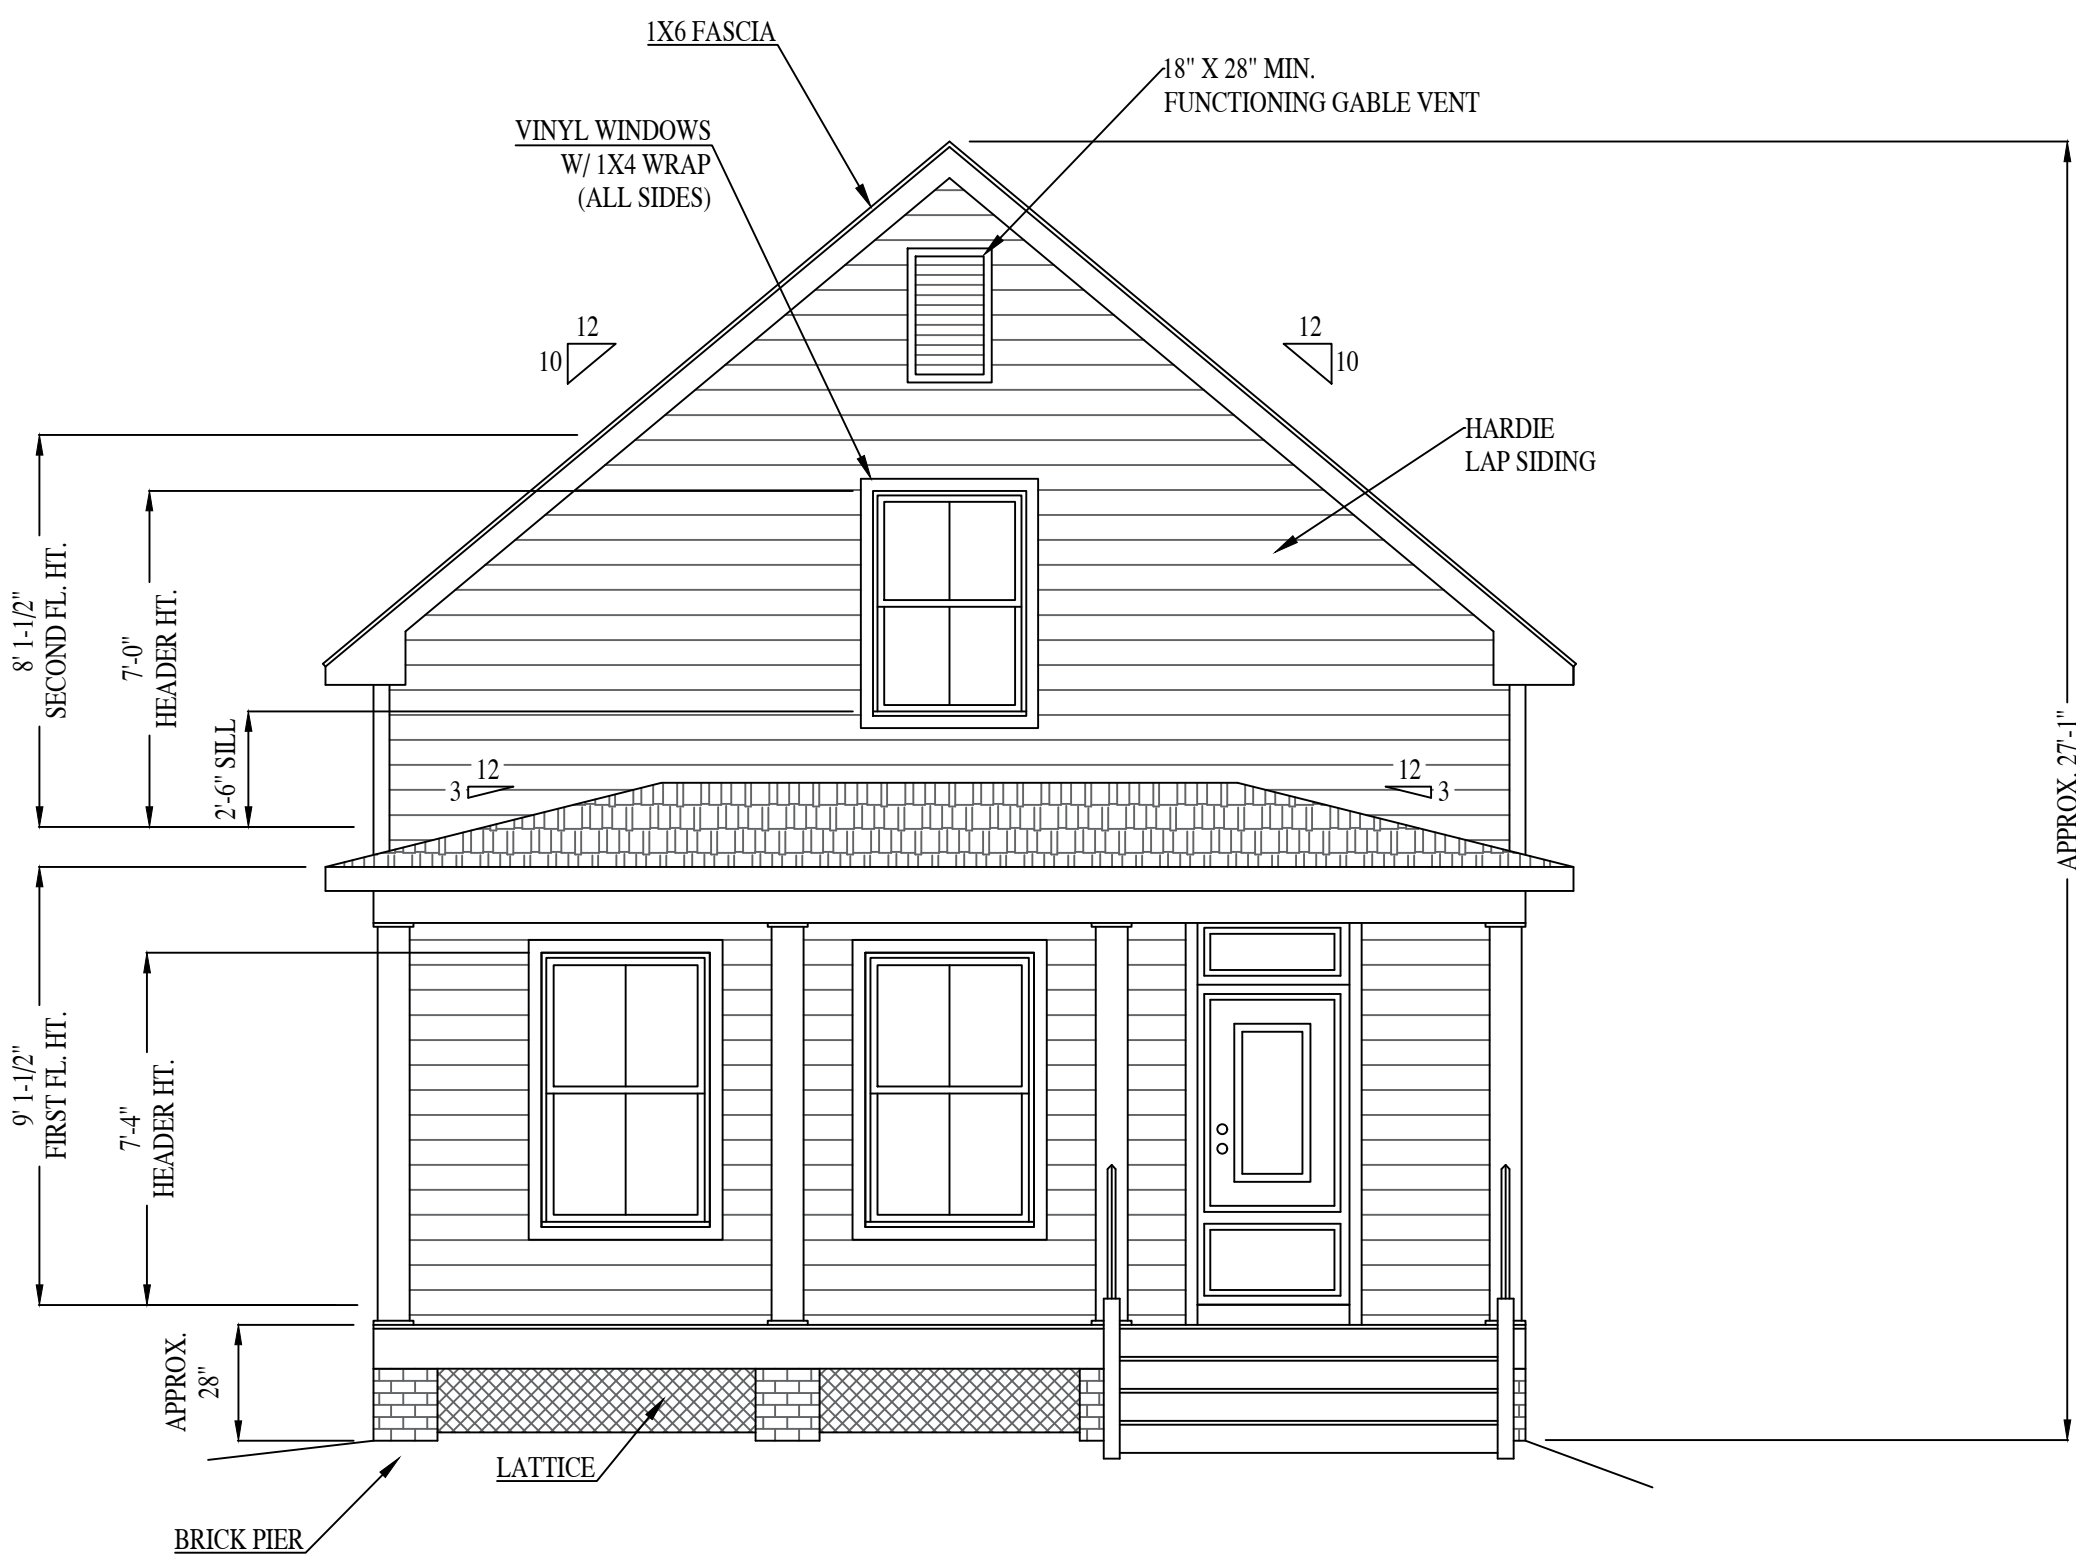 1X6 FASCIA
18" X 28" MIN.
FUNCTIONING GABLE VENT
VINYL WINDOWS
W/ 1X4 WRAP
(ALL SIDES)
12
10
12
10
HARDIE
LAP SIDING
8' 1-1/2"
SECOND FL. HT.
7'-0"
HEADER HT.
2'-6" SILL
12
3
12
3
APPROX. 27'-1"
9' 1-1/2"
FIRST FL. HT.
7'-4"
HEADER HT.
APPROX.
28"
LATTICE
BRICK PIER